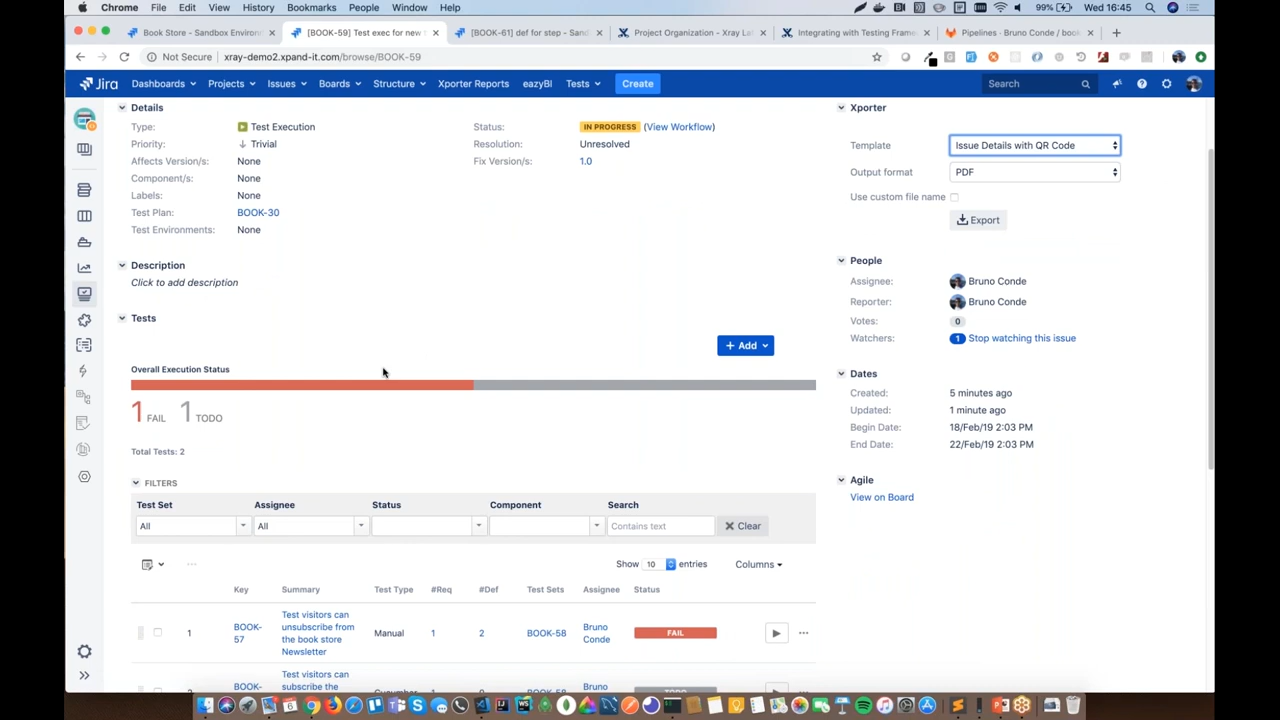 Chrome File Edit View History Bookmarks People Window Help 99% Wed 16:45
Book Store - Sandbox Environ
[BOOK-59] Test exec for new
[BOOK-61] def for step - San
Project Organization - Xray La
Integrating with Testing Fram
Pipelines - Bruno Conde / boo
Not Secure xray-demo2.xpand-it.com/browse/BOOK-59
Jira Dashboards Projects Issues Boards Structure Xporter Reports eazyBI Tests Create Search
Details
Type: Test Execution
Priority: Trivial
Affects Version/s: None
Component/s: None
Labels: None
Test Plan: BOOK-30
Test Environments: None
Status: IN PROGRESS (View Workflow)
Resolution: Unresolved
Fix Version/s: 1.0
Description
Click to add description
Tests
+ Add
Overall Execution Status
1 FAIL 1 TODO
Total Tests: 2
FILTERS
Test Set Assignee Status Component Search
All All Contains text Clear
Show 10 entries Columns
Key Summary Test Type #Req #Def Test Sets Assignee Status
1 BOOK-57 Test visitors can unsubscribe from the book store Newsletter Manual 1 2 BOOK-58 Bruno Conde FAIL
Test visitors can
BOOK- subscribe the BOOK-58 Bruno TODO
Xporter
Template Issue Details with QR Code
Output format PDF
Use custom file name
Export
People
Assignee: Bruno Conde
Reporter: Bruno Conde
Votes: 0
Watchers: 1 Stop watching this issue
Dates
Created: 5 minutes ago
Updated: 1 minute ago
Begin Date: 18/Feb/19 2:03 PM
End Date: 22/Feb/19 2:03 PM
Agile
View on Board